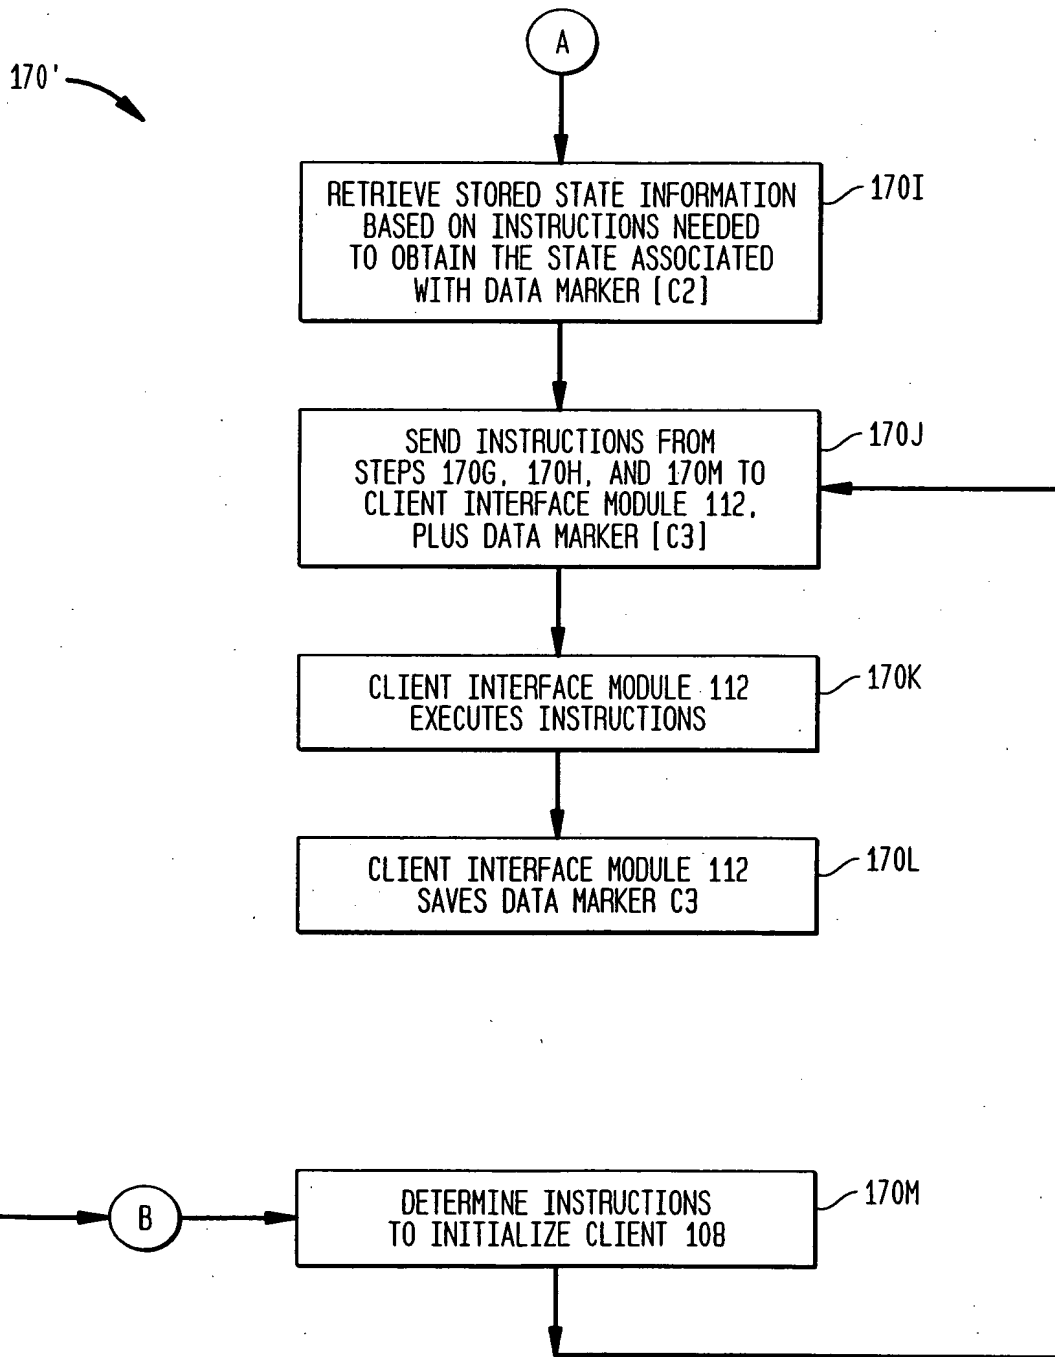 A
170'
RETRIEVE STORED STATE INFORMATION
BASED ON INSTRUCTIONS NEEDED
TO OBTAIN THE STATE ASSOCIATED
WITH DATA MARKER [C2]
170I
SEND INSTRUCTIONS FROM
STEPS 170G, 170H, AND 170M TO
CLIENT INTERFACE MODULE 112,
PLUS DATA MARKER [C3]
170J
CLIENT INTERFACE MODULE 112
EXECUTES INSTRUCTIONS
170K
CLIENT INTERFACE MODULE 112
SAVES DATA MARKER C3
170L
B
DETERMINE INSTRUCTIONS
TO INITIALIZE CLIENT 108
170M